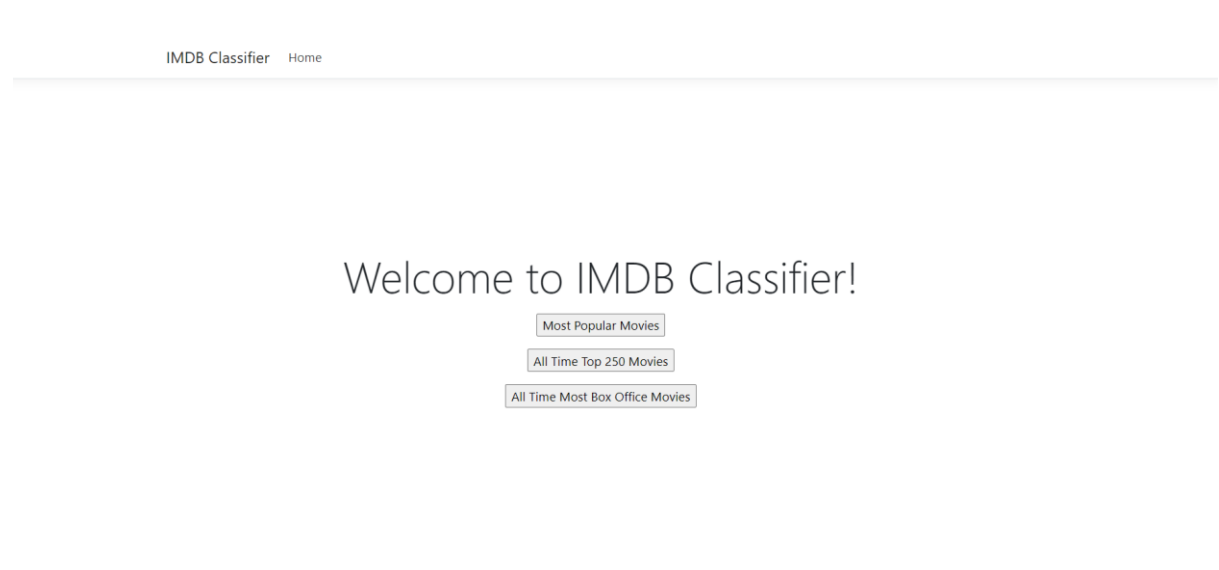 IMDB Classifier Home
Welcome to IMDB Classifier!
Most Popular Movies
All Time Top 250 Movies
All Time Most Box Office Movies